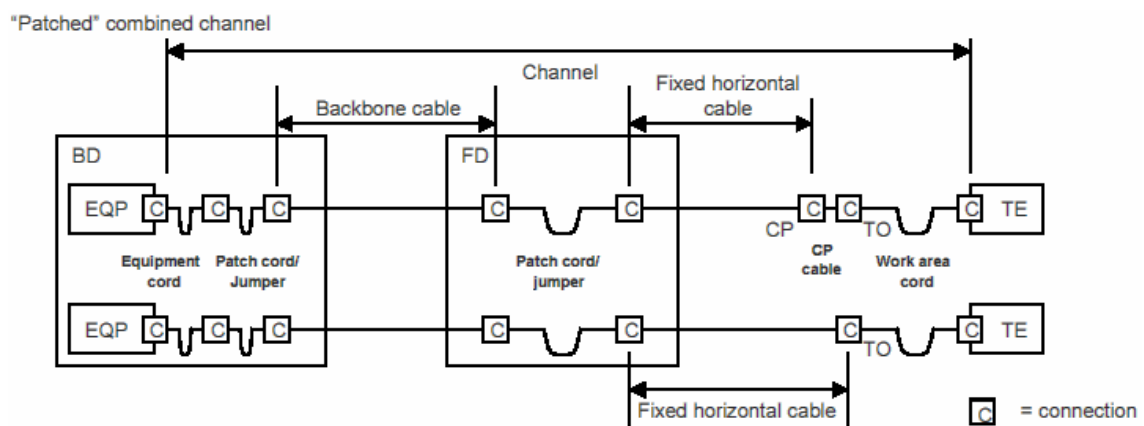 "Patched" combined channel
Channel
Fixed horizontal
cable
Backbone cable
BD
FD
EQP C C C C C C C C TE
CP TO
Equipment
cord
Patch cord/
Jumper
Patch cord/
jumper
CP
cable
Work area
cord
EQP C C C C C C C TE
TO
Fixed horizontal cable
C = connection